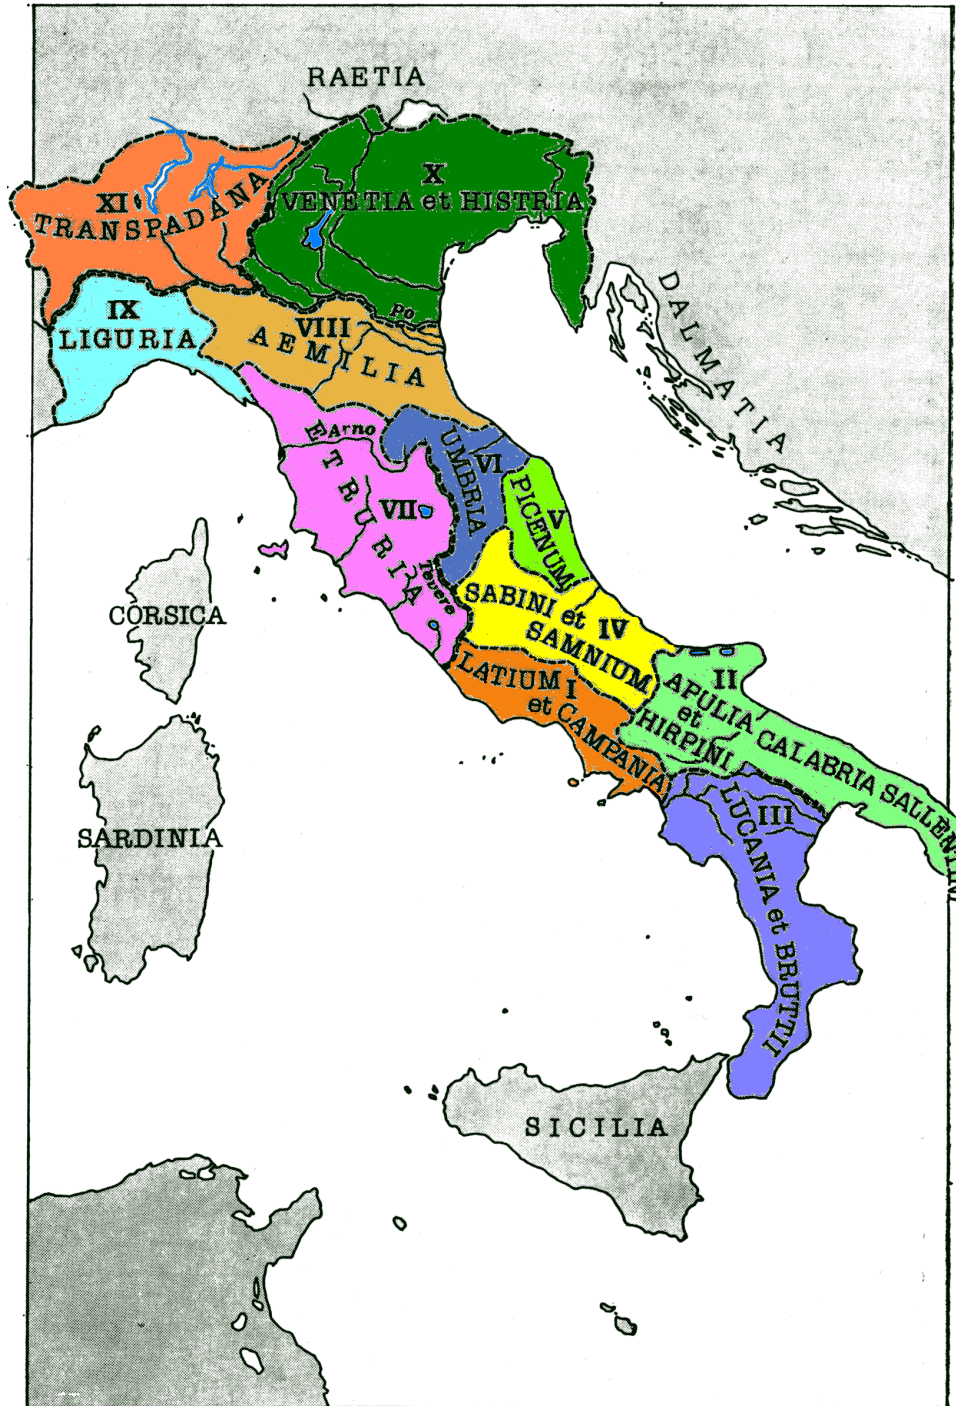 RAETIA
XI
TRANSPADANA
X
VENETIA et HISTRIA
Po
IX
LIGURIA
VIII
AEMILIA
DALMATIA
Arno
ETRURIA
VII
Tevere
UMBRIA
VI
PICENUM
V
SABINI et
SAMNIUM
IV
CORSICA
LATIUM
I
et CAMPANIA
II
APULIA
et
HIRPINI
CALABRIA SALLENTINI
SARDINIA
III
LUCANIA et BRUTTII
SICILIA